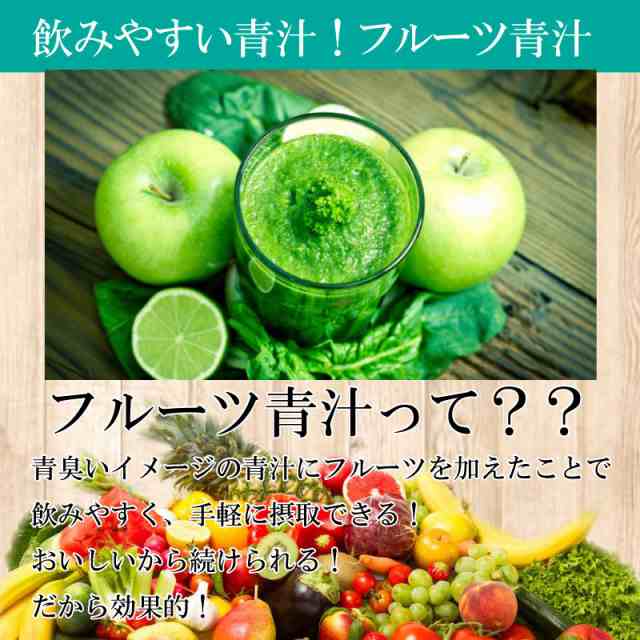 飲みやすい青汁！フルーツ青汁
フルーツ青汁って？？
青臭いイメージの青汁にフルーツを加えたことで
飲みやすく、手軽に摂取できる！
おいしいから続けられる！
だから効果的！